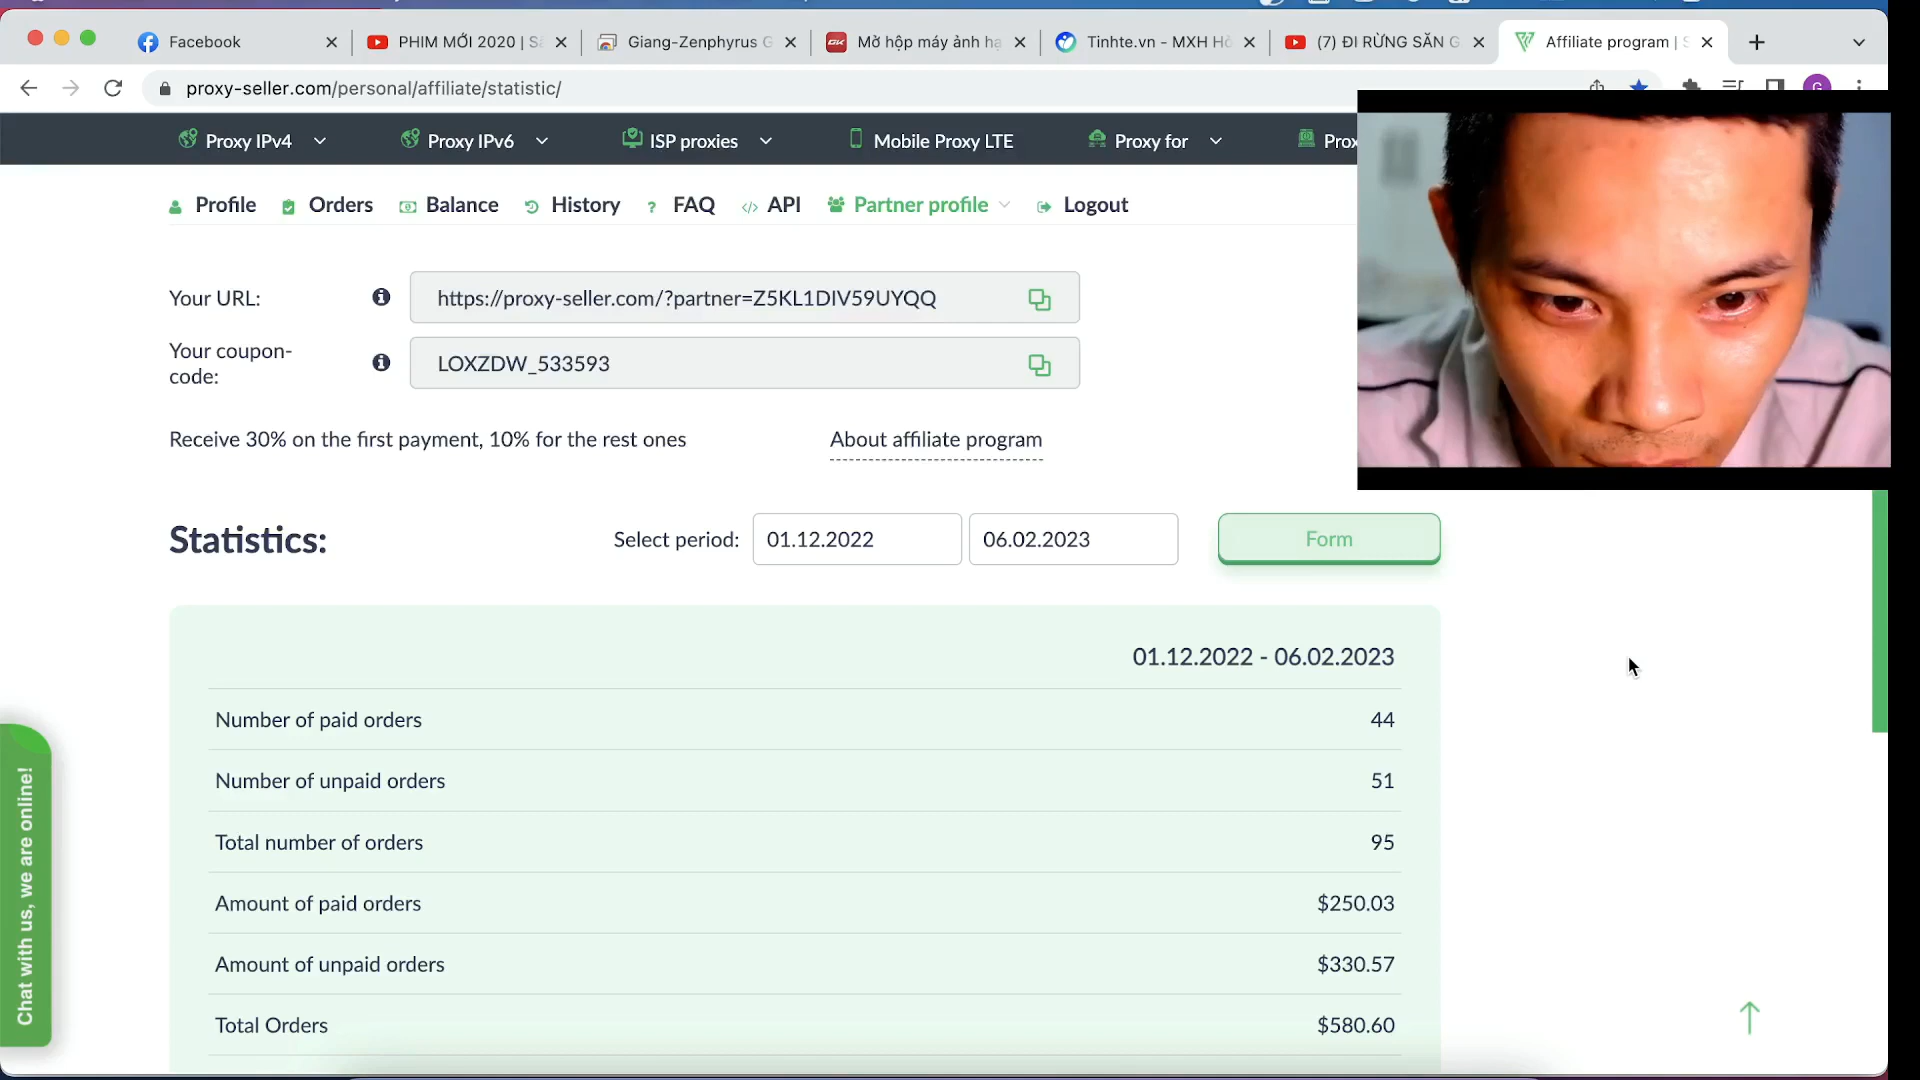 Facebook
PHIM MỚI 2020 | S
Giang-Zenphyrus G
Mở hộp máy ảnh hạ
Tinhte.vn - MXH Hỏ
(7) ĐI RỪNG SĂN G
Affiliate program | S
proxy-seller.com/personal/affiliate/statistic/
Proxy IPv4
Proxy IPv6
ISP proxies
Mobile Proxy LTE
Proxy for
Prox
Profile
Orders
Balance
History
? FAQ
</> API
Partner profile
Logout
Your URL:
https://proxy-seller.com/?partner=Z5KL1DIV59UYQQ
Your coupon-
code:
LOXZDW_533593
Receive 30% on the first payment, 10% for the rest ones
About affiliate program
Statistics:
Select period:
01.12.2022
06.02.2023
Form
01.12.2022 - 06.02.2023
Number of paid orders 44
Number of unpaid orders 51
Total number of orders 95
Amount of paid orders $250.03
Amount of unpaid orders $330.57
Total Orders $580.60
Chat with us, we are online!